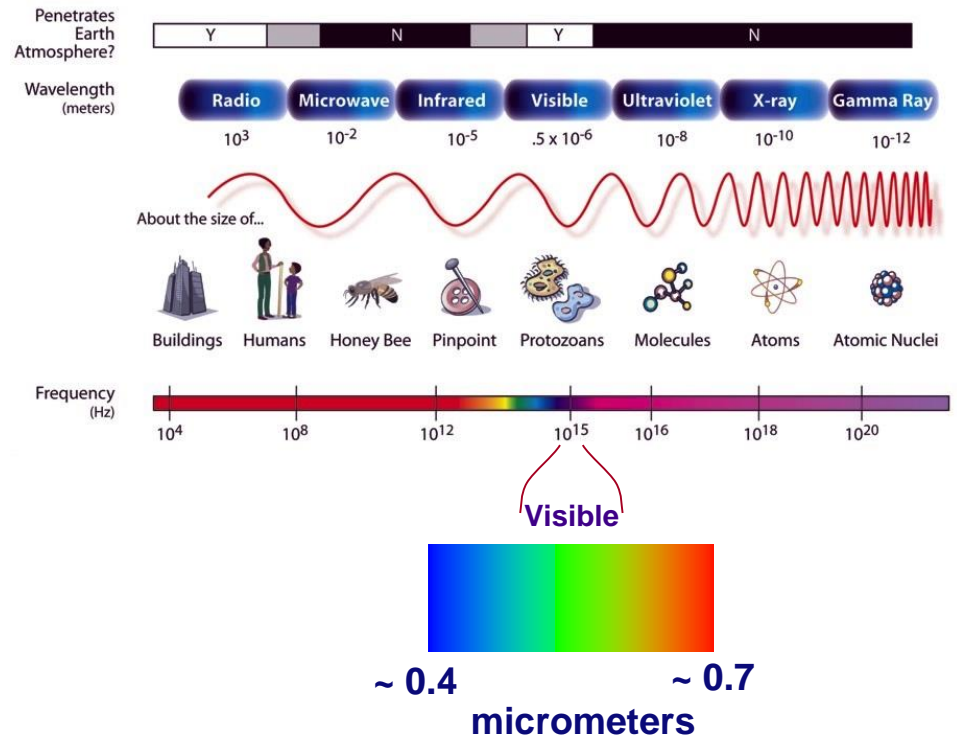 Penetrates
Earth
Atmosphere?
Y N Y N
Wavelength
(meters)
Radio Microwave Infrared Visible Ultraviolet X-ray Gamma Ray
10³ 10⁻² 10⁻⁵ .5 x 10⁻⁶ 10⁻⁸ 10⁻¹⁰ 10⁻¹²
About the size of...
Buildings Humans Honey Bee Pinpoint Protozoans Molecules Atoms Atomic Nuclei
Frequency
(Hz)
10⁴ 10⁸ 10¹² 10¹⁵ 10¹⁶ 10¹⁸ 10²⁰
Visible
~ 0.4 ~ 0.7
micrometers